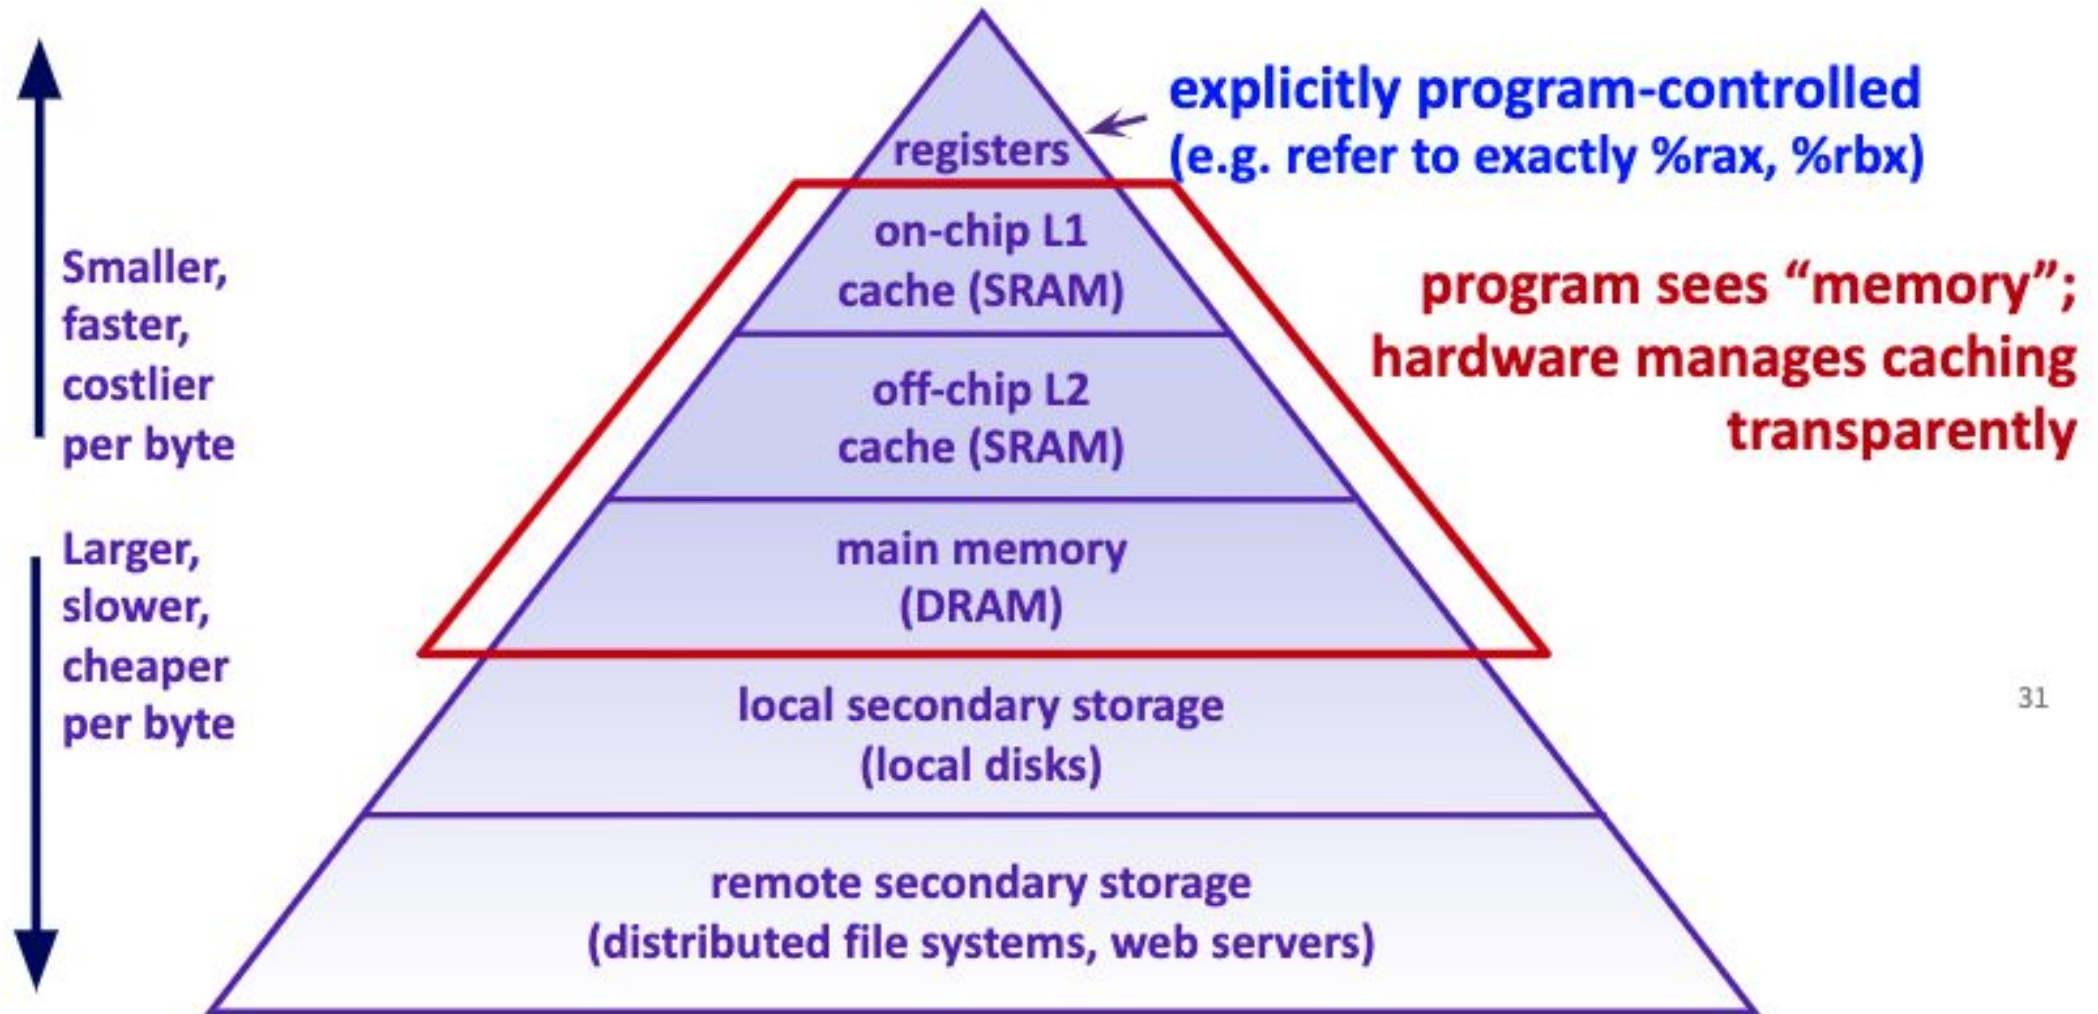 explicitly program-controlled
(e.g. refer to exactly %rax, %rbx)
registers
on-chip L1
cache (SRAM)
off-chip L2
cache (SRAM)
main memory
(DRAM)
local secondary storage
(local disks)
remote secondary storage
(distributed file systems, web servers)
Smaller,
faster,
costlier
per byte
Larger,
slower,
cheaper
per byte
program sees “memory”;
hardware manages caching
transparently
31